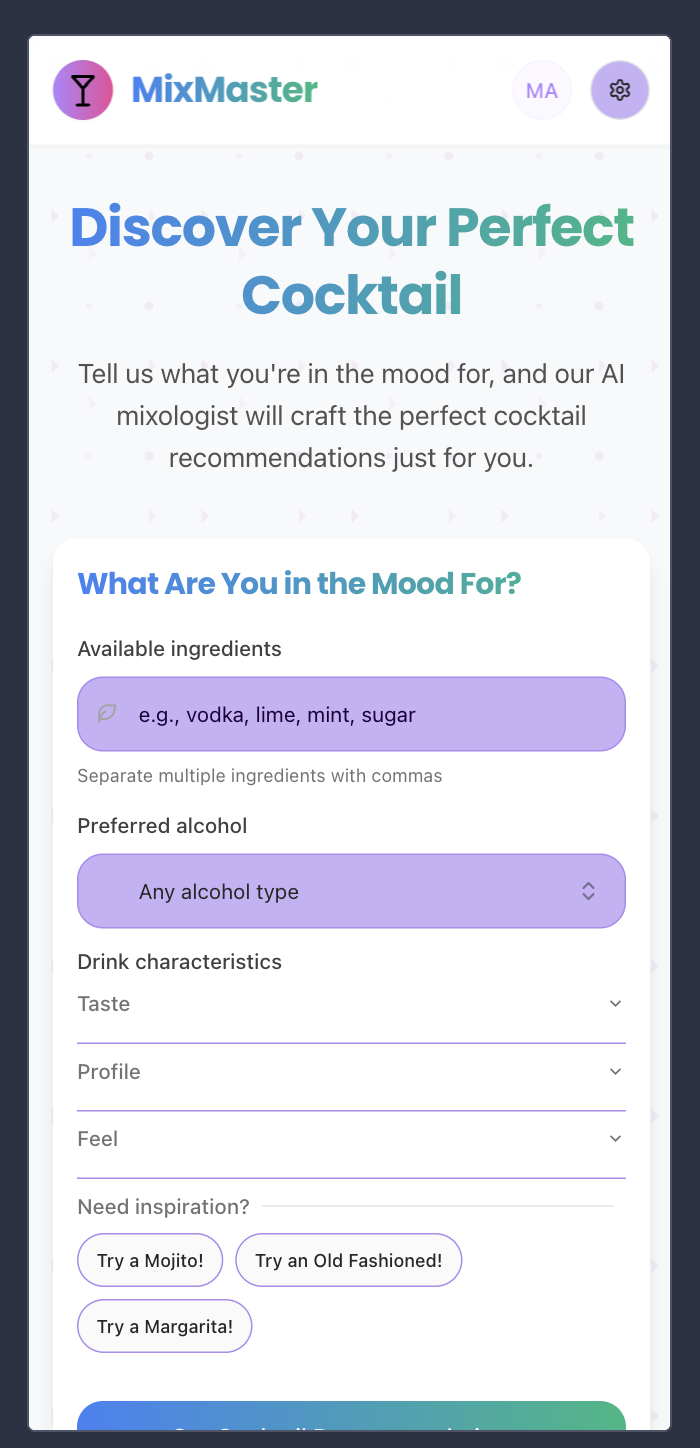 MixMaster
MA
Discover Your Perfect
Cocktail
Tell us what you're in the mood for, and our AI
mixologist will craft the perfect cocktail
recommendations just for you.
What Are You in the Mood For?
Available ingredients
e.g., vodka, lime, mint, sugar
Separate multiple ingredients with commas
Preferred alcohol
Any alcohol type
Drink characteristics
Taste
Profile
Feel
Need inspiration?
Try a Mojito!
Try an Old Fashioned!
Try a Margarita!